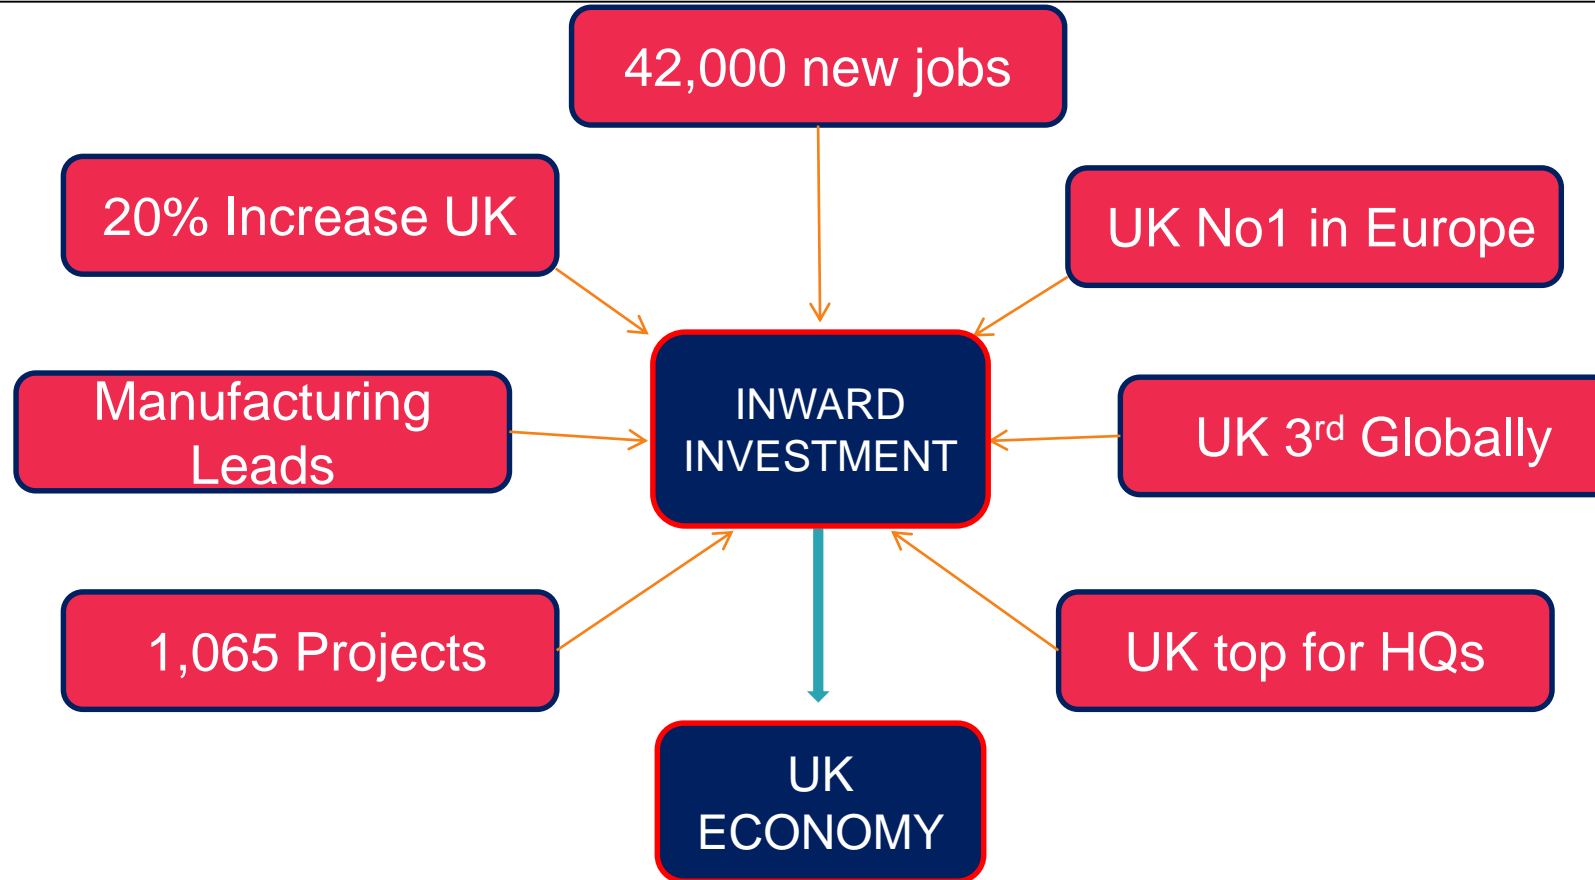 42,000 new jobs
20% Increase UK
UK No1 in Europe
Manufacturing
Leads
INWARD
INVESTMENT
UK 3rd Globally
1,065 Projects
UK top for HQs
UK
ECONOMY